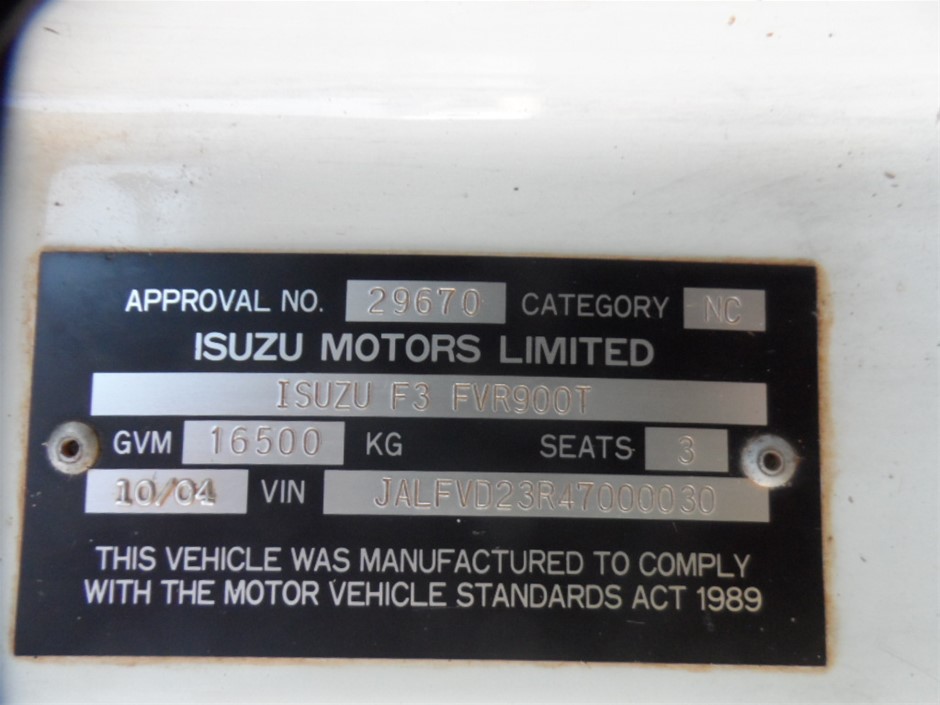 APPROVAL NO. 29670 CATEGORY NC
ISUZU MOTORS LIMITED
ISUZU F3 FVR900T
GVM 16500 KG SEATS 3
10/04 VIN JALFVD23R47000030
THIS VEHICLE WAS MANUFACTURED TO COMPLY
WITH THE MOTOR VEHICLE STANDARDS ACT 1989